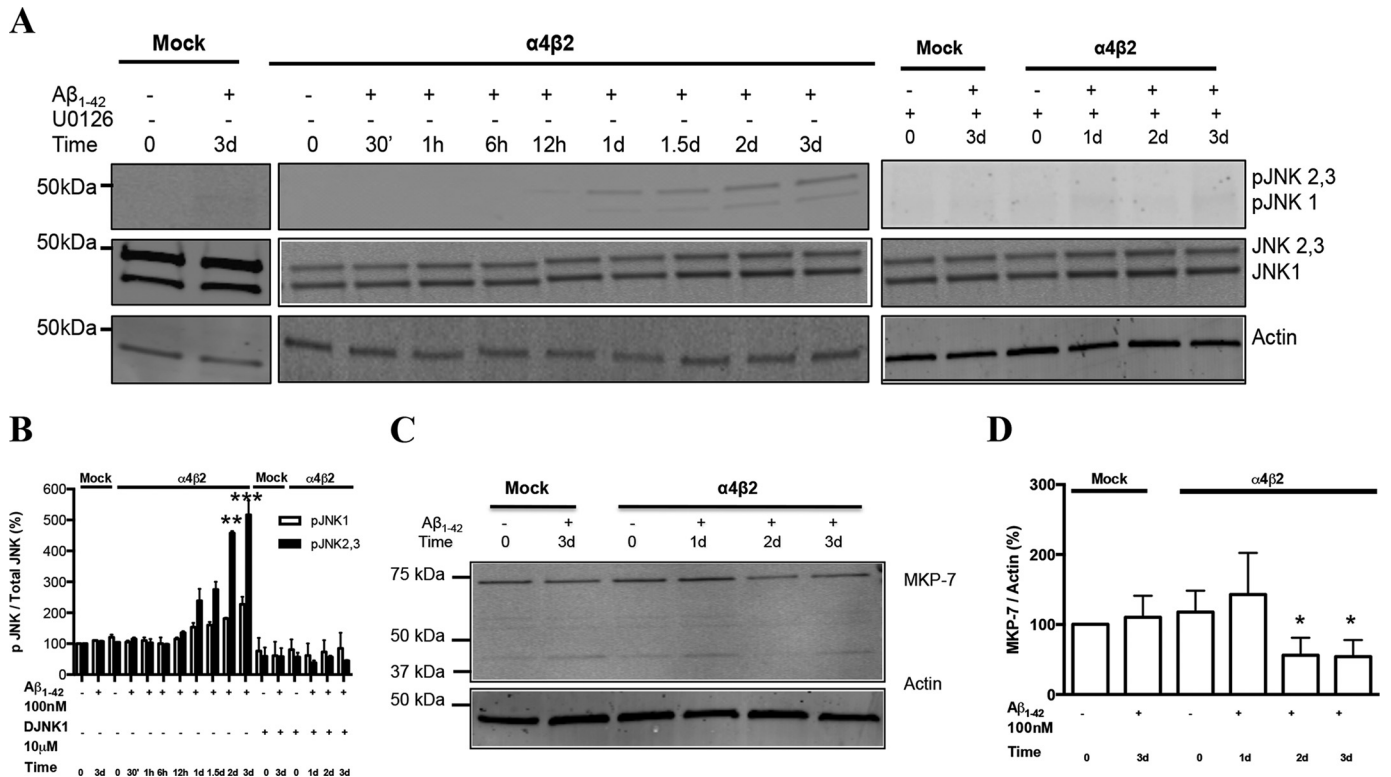 A
Mock α4β2 Mock α4β2
Aβ1-42 - + - + + + + + + + + - + - + + +
U0126 - - - - - - - - - + + + + + +
Time 0 3d 0 30' 1h 6h 12h 1d 1.5d 2d 3d 0 3d 0 1d 2d 3d
50kDa
pJNK 2,3
pJNK 1
50kDa
JNK 2,3
JNK1
50kDa
Actin
B
Mock α4β2 Mock α4β2
*** 
**
pJNK1
pJNK2,3
p JNK / Total JNK (%)
600
500
400
300
200
100
0
Aβ1-42 - + - + + + + + + + + - + - + + +
100nM
DJNK1 - - - - - - - - - - - + + + + + +
10µM
Time 0 3d 0 30' 1h 6h 12h 1d 1.5d 2d 3d 0 3d 0 1d 2d 3d
C
Mock α4β2
Aβ1-42 - + - + + +
Time 0 3d 0 1d 2d 3d
75 kDa
MKP-7
50 kDa
37 kDa
Actin
50 kDa
D
Mock α4β2
MKP-7 / Actin (%)
300
200
100
0
* *
Aβ1-42 - + - + + +
100nM
Time 0 3d 0 1d 2d 3d